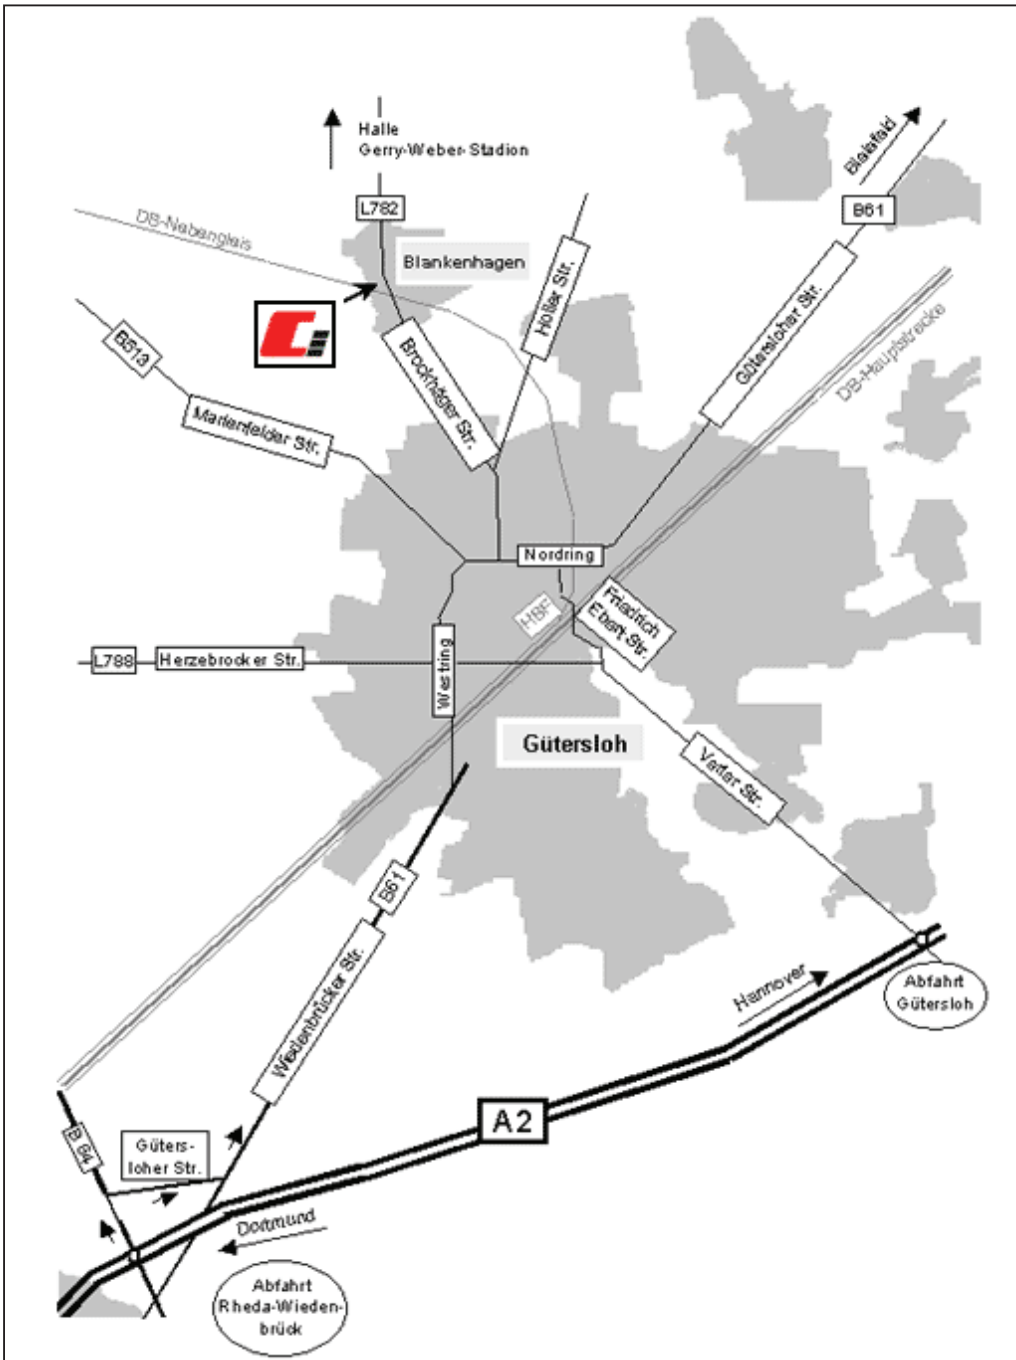 Halle
Gerry-Weber-Stadion
Bielefeld
L782
B61
DB-Nebengleis
Blankenhagen
Holler Str.
Gütersloher Str.
B513
Brockhäger Str.
DB-Hauptstrecke
Marienfelder Str.
Nordring
HBF
Friedrich
Ebert-Str.
L788
Herzebrocker Str.
Westring
Gütersloh
Verler Str.
B61
Wiedenbrücker Str.
Hannover
Abfahrt
Gütersloh
A2
B 64
Güters-
loher Str.
Dortmund
Abfahrt
Rheda-Wieden-
brück